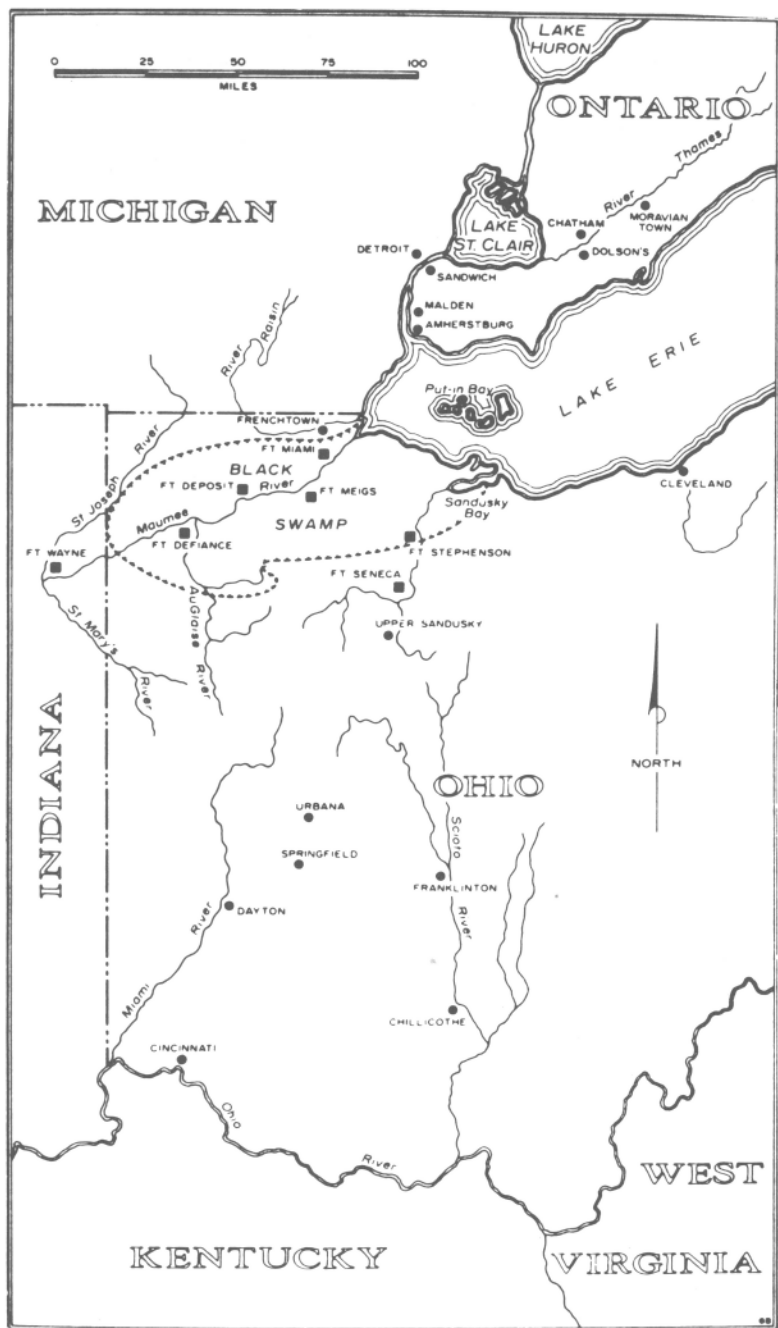 LAKE
HURON
0 25 50 75 100
MILES
ONTARIO
River Thames
MICHIGAN
LAKE
ST. CLAIR
CHATHAM
MORAVIAN
TOWN
DETROIT
DOLSON'S
SANDWICH
MALDEN
AMHERSTBURG
River Raisin
LAKE ERIE
Put-in Bay
FRENCHTOWN
FT MIAMI
BLACK
St Joseph River
FT DEPOSIT
River
FT MEIGS
CLEVELAND
Sandusky
Bay
Maumee
SWAMP
FT WAYNE
FT DEFIANCE
FT STEPHENSON
FT SENECA
St Mary's River
AuGlaise River
UPPER SANDUSKY
INDIANA
OHIO
NORTH
URBANA
Scioto River
SPRINGFIELD
FRANKLINTON
DAYTON
Miami River
CHILLICOTHE
CINCINNATI
Ohio River
WEST
VIRGINIA
KENTUCKY